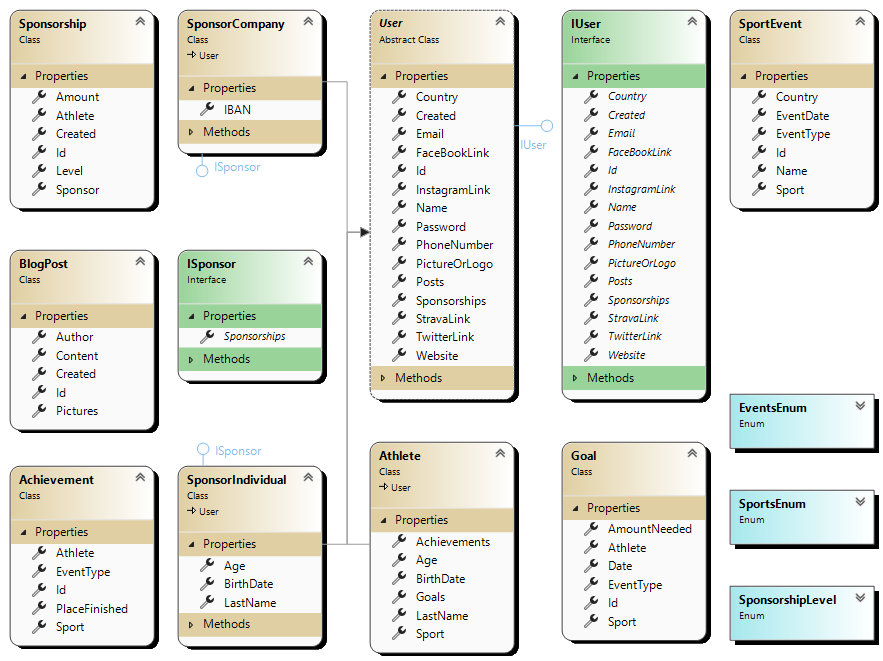 Sponsorship
Class
Properties
Amount
Athlete
Created
Id
Level
Sponsor
SponsorCompany
Class
User
Properties
IBAN
Methods
ISponsor
User
Abstract Class
Properties
Country
Created
Email
FaceBookLink
Id
InstagramLink
Name
Password
PhoneNumber
PictureOrLogo
Posts
Sponsorships
StravaLink
TwitterLink
Website
Methods
IUser
IUser
Interface
Properties
Country
Created
Email
FaceBookLink
Id
InstagramLink
Name
Password
PhoneNumber
PictureOrLogo
Posts
Sponsorships
StravaLink
TwitterLink
Website
Methods
SportEvent
Class
Properties
Country
EventDate
EventType
Id
Name
Sport
BlogPost
Class
Properties
Author
Content
Created
Id
Pictures
ISponsor
Interface
Properties
Sponsorships
Methods
EventsEnum
Enum
Achievement
Class
Properties
Athlete
EventType
Id
PlaceFinished
Sport
ISponsor
SponsorIndividual
Class
User
Properties
Age
BirthDate
LastName
Methods
Athlete
Class
User
Properties
Achievements
Age
BirthDate
Goals
LastName
Sport
Goal
Class
Properties
AmountNeeded
Athlete
Date
EventType
Id
Sport
SportsEnum
Enum
SponsorshipLevel
Enum